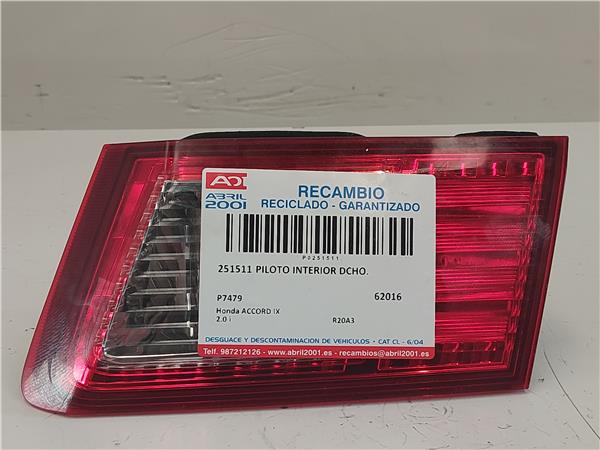 AD1
ABRIL
2001
RECAMBIO
RECICLADO - GARANTIZADO
P0251511
251511 PILOTO INTERIOR DCHO.
P7479 62016
Honda ACCORD IX
2.0 i R20A3
DESGUACE Y DESCONTAMINACION DE VEHICULOS • CAT CL - 6/04
Telf. 987212126 - www.abril2001.es - recambios@abril2001.es